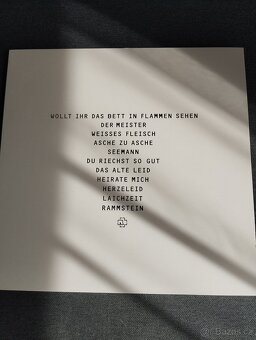 WOLLT IHR DAS BETT IN FLAMMEN SEHEN
DER MEISTER
WEISSES FLEISCH
ASCHE ZU ASCHE
SEEMANN
DU RIECHST SO GUT
DAS ALTE LEID
HEIRATE MICH
HERZELEID
LAICHZEIT
RAMMSTEIN